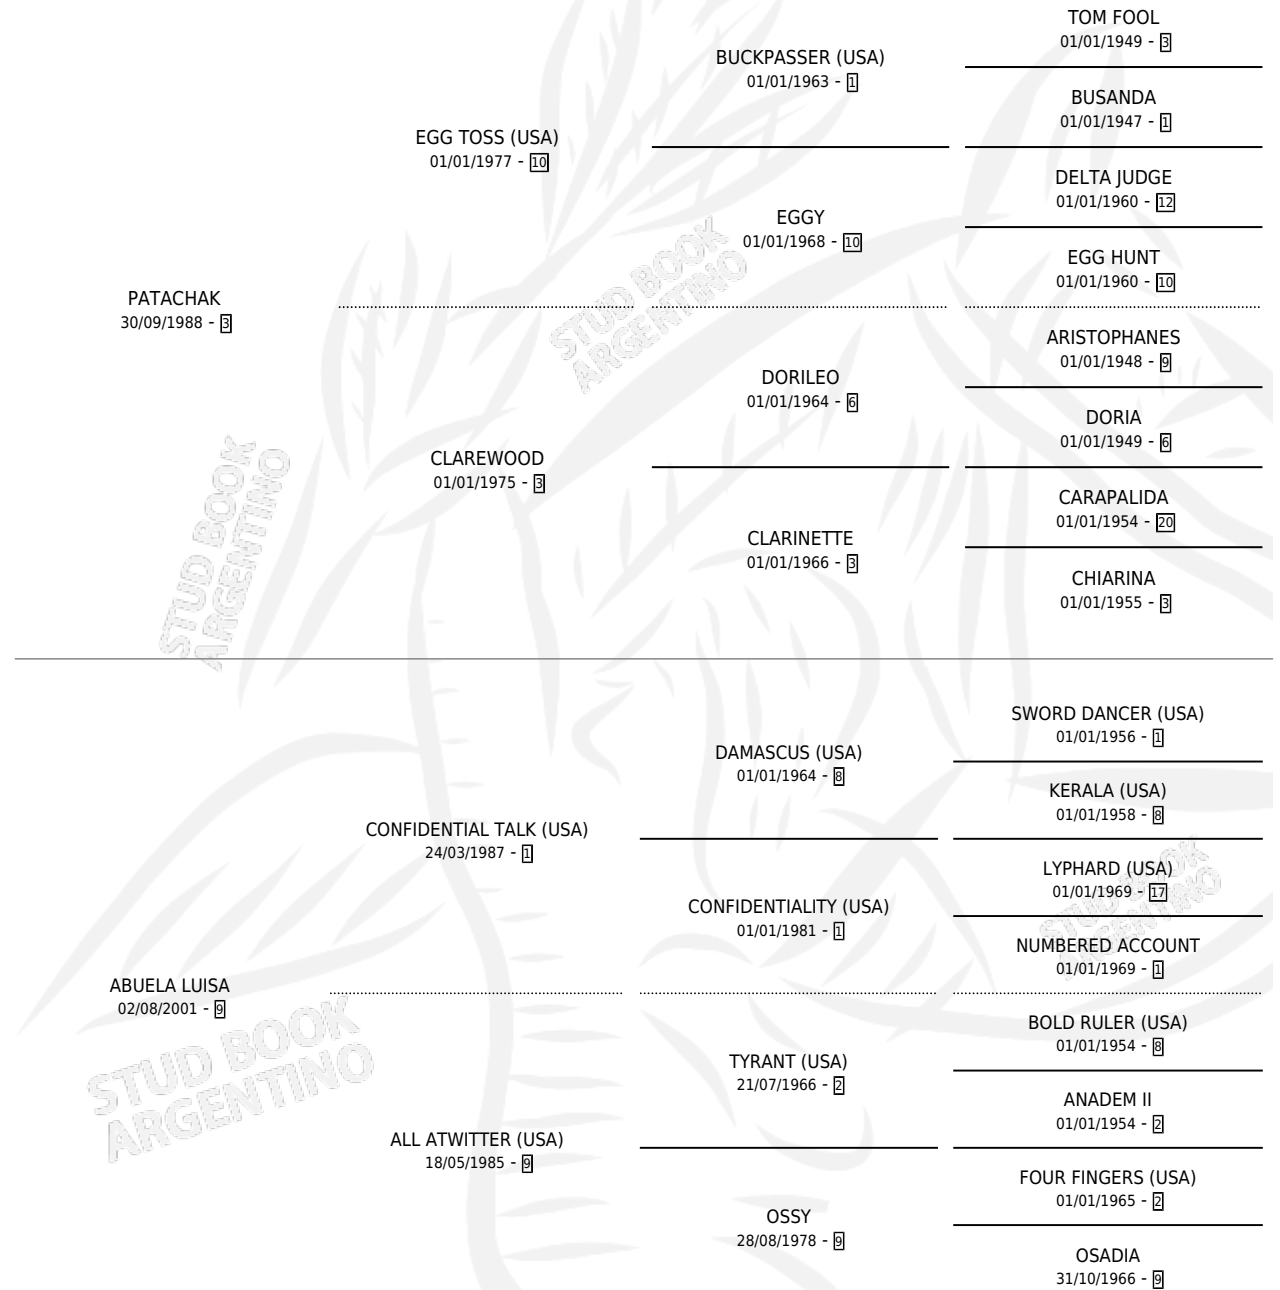 TOM FOOL
01/01/1949 - 3
BUCKPASSER (USA)
01/01/1963 - 1
BUSANDA
01/01/1947 - 1
EGG TOSS (USA)
01/01/1977 - 10
DELTA JUDGE
01/01/1960 - 12
EGGY
01/01/1968 - 10
EGG HUNT
01/01/1960 - 10
PATACHAK
30/09/1988 - 3
ARISTOPHANES
01/01/1948 - 9
DORILEO
01/01/1964 - 6
DORIA
01/01/1949 - 6
CLAREWOOD
01/01/1975 - 3
CARAPALIDA
01/01/1954 - 20
CLARINETTE
01/01/1966 - 3
CHIARINA
01/01/1955 - 3
STUD BOOK
ARGENTINO
STUD BOOK
ARGENTINO
SWORD DANCER (USA)
01/01/1956 - 1
DAMASCUS (USA)
01/01/1964 - 8
KERALA (USA)
01/01/1958 - 8
CONFIDENTIAL TALK (USA)
24/03/1987 - 1
LYPHARD (USA)
01/01/1969 - 17
CONFIDENTIALITY (USA)
01/01/1981 - 1
NUMBERED ACCOUNT
01/01/1969 - 1
ABUELA LUISA
02/08/2001 - 9
BOLD RULER (USA)
01/01/1954 - 8
TYRANT (USA)
21/07/1966 - 2
ANADEM II
01/01/1954 - 2
ALL ATWITTER (USA)
18/05/1985 - 9
FOUR FINGERS (USA)
01/01/1965 - 2
OSSY
28/08/1978 - 9
OSADIA
31/10/1966 - 9
STUD BOOK
ARGENTINO
STUD BOOK
ARGENTINO